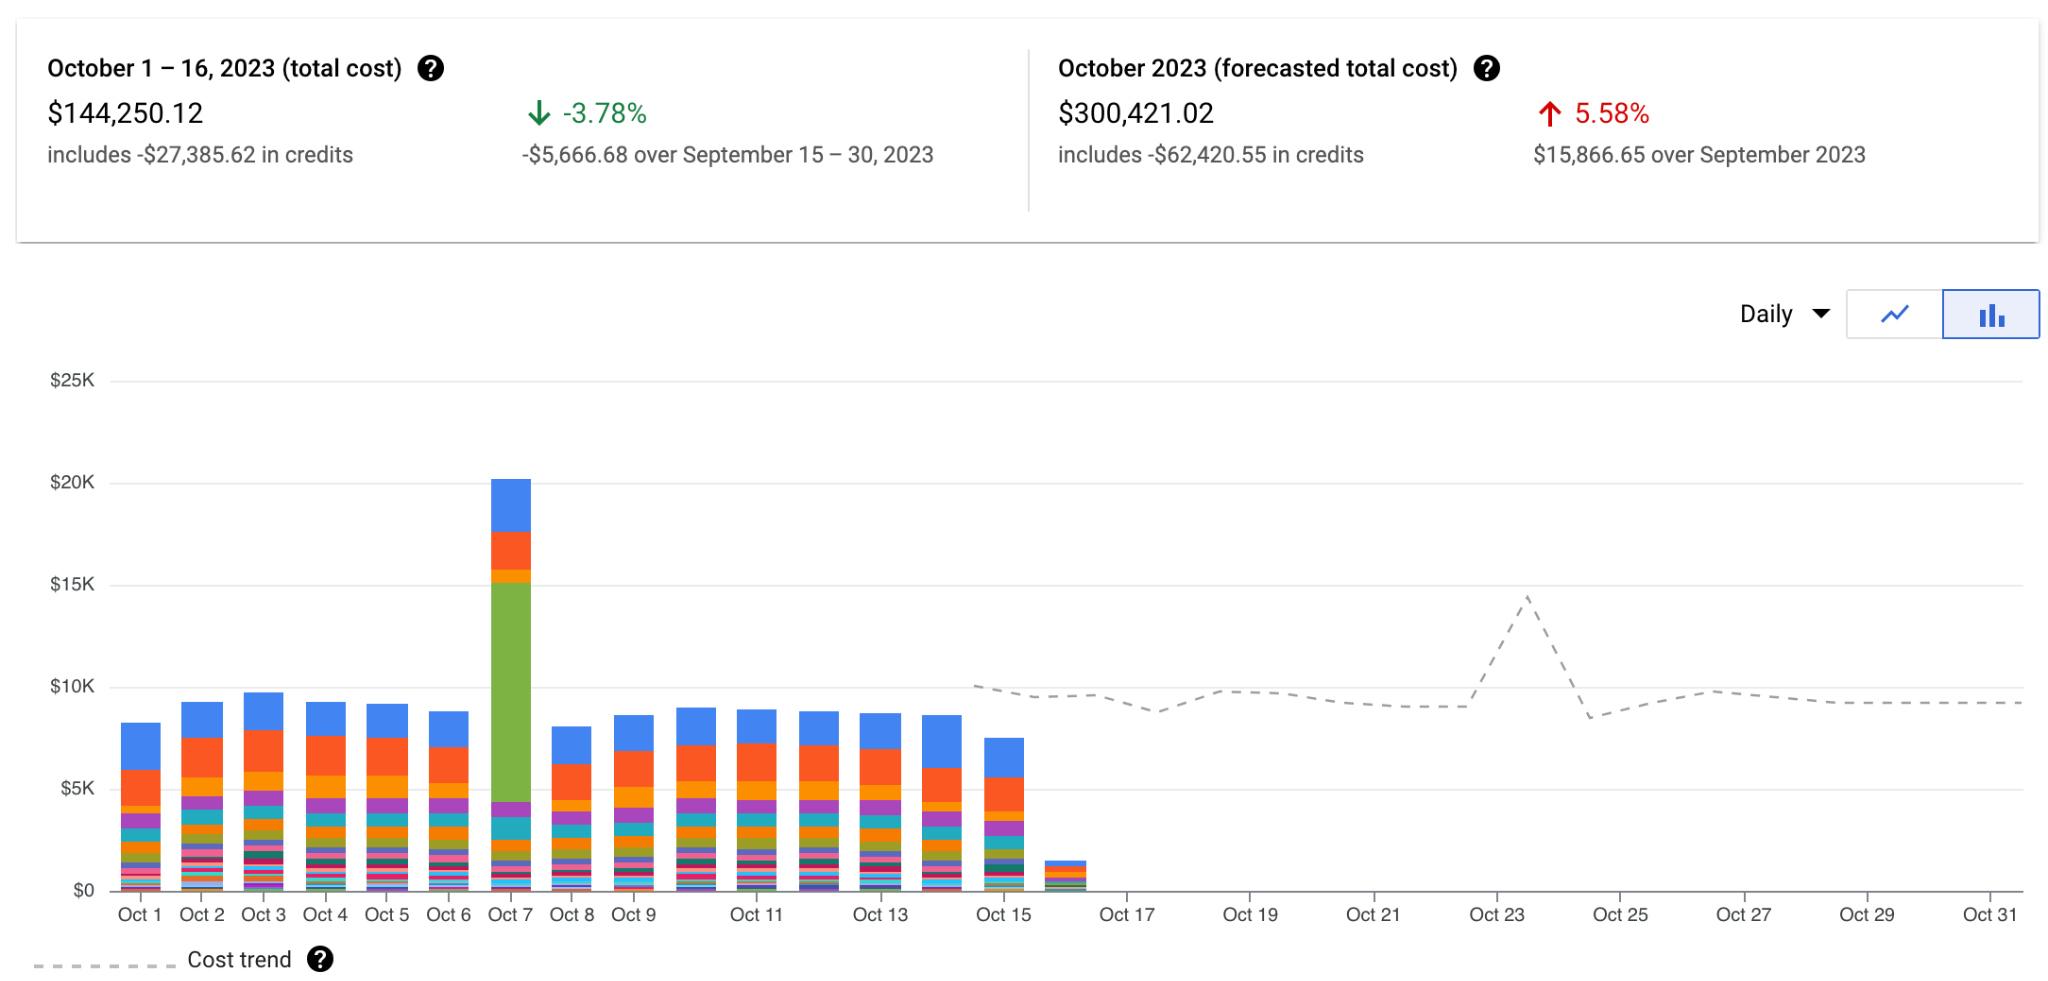 October 1 – 16, 2023 (total cost) ?
$144,250.12
-3.78%
includes -$27,385.62 in credits
-$5,666.68 over September 15 – 30, 2023
October 2023 (forecasted total cost) ?
$300,421.02
5.58%
includes -$62,420.55 in credits
$15,866.65 over September 2023
Daily
$25K
$20K
$15K
$10K
$5K
$0
Oct 1 Oct 2 Oct 3 Oct 4 Oct 5 Oct 6 Oct 7 Oct 8 Oct 9 Oct 11 Oct 13 Oct 15 Oct 17 Oct 19 Oct 21 Oct 23 Oct 25 Oct 27 Oct 29 Oct 31
Cost trend ?